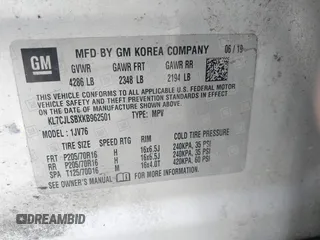 GM
MFD BY GM KOREA COMPANY 06/19
GVWR GAWR FRT GAWR RR
4286 LB 2348 LB 2194 LB
THIS VEHICLE CONFORMS TO ALL APPLICABLE U.S. FEDERAL MOTOR
VEHICLE SAFETY, BUMPER, AND THEFT PREVENTION STANDARDS IN
EFFECT ON THE DATE OF MANUFACTURE SHOWN ABOVE.
KL7CJLSBXKB962501 TYPE: MPV
MODEL: 1JV76
TIRE SIZE SPEED RTG RIM COLD TIRE PRESSURE
FRT P205/70R16 H 16x6.5J 240KPA, 35 PSI
RR P205/70R16 H 16x6.5J 240KPA, 35 PSI
SPA T125/70D16 M 16x4.0T 420KPA, 60 PSI
SEE OWNER'S MANUAL
DREAMBID